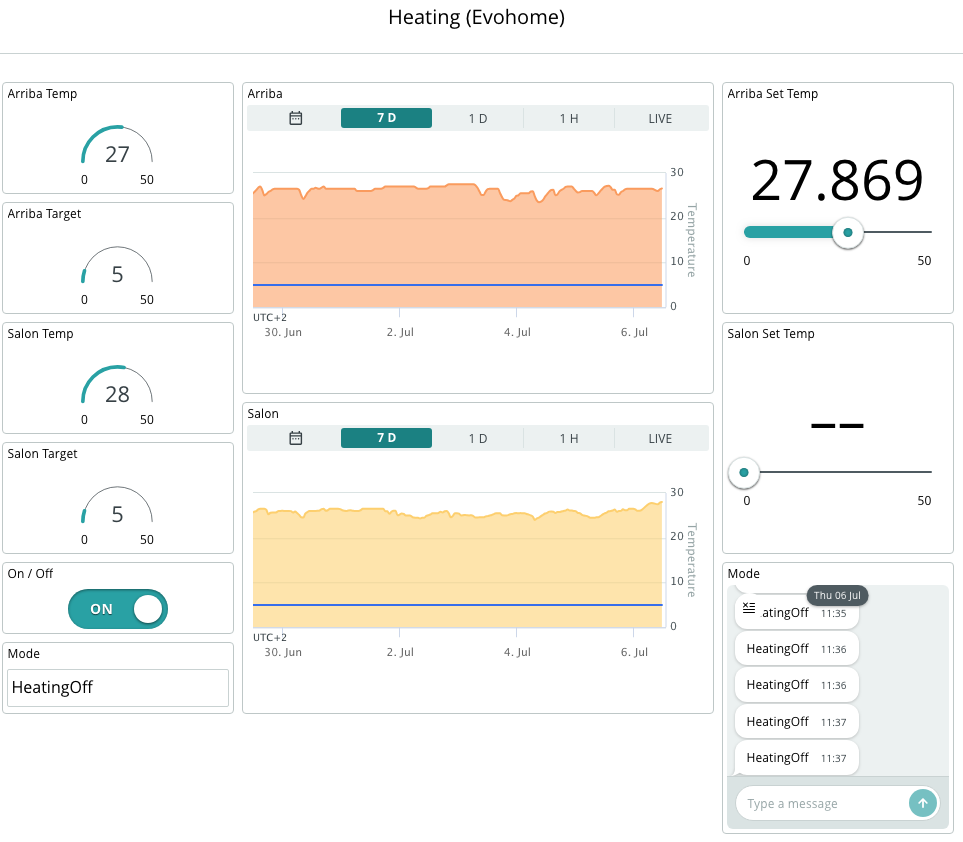 Heating (Evohome)
Arriba Temp
27
0 50
Arriba Target
5
0 50
Salon Temp
28
0 50
Salon Target
5
0 50
On / Off
ON
Mode
HeatingOff
Arriba
7 D 1 D 1 H LIVE
30
20
10
0
Temperature
UTC+2
30. Jun 2. Jul 4. Jul 6. Jul
Salon
7 D 1 D 1 H LIVE
30
20
10
0
Temperature
UTC+2
30. Jun 2. Jul 4. Jul 6. Jul
Arriba Set Temp
27.869
0 50
Salon Set Temp
––
0 50
Mode
Thu 06 Jul
atingOff 11:35
HeatingOff 11:36
HeatingOff 11:36
HeatingOff 11:37
HeatingOff 11:37
Type a message